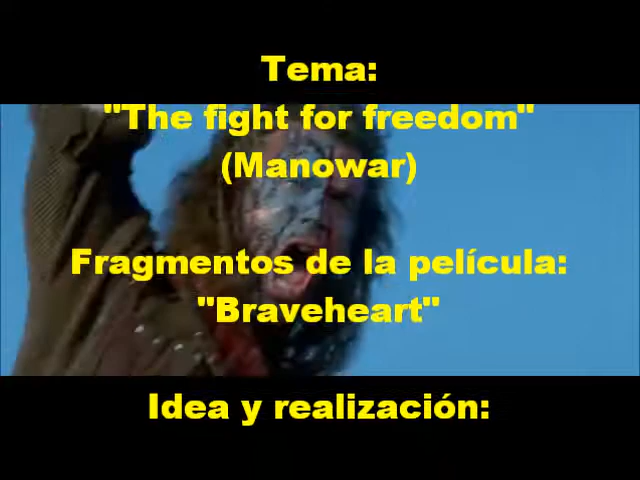 Tema:
"The fight for freedom"
(Manowar)
Fragmentos de la película:
"Braveheart"
Idea y realización: